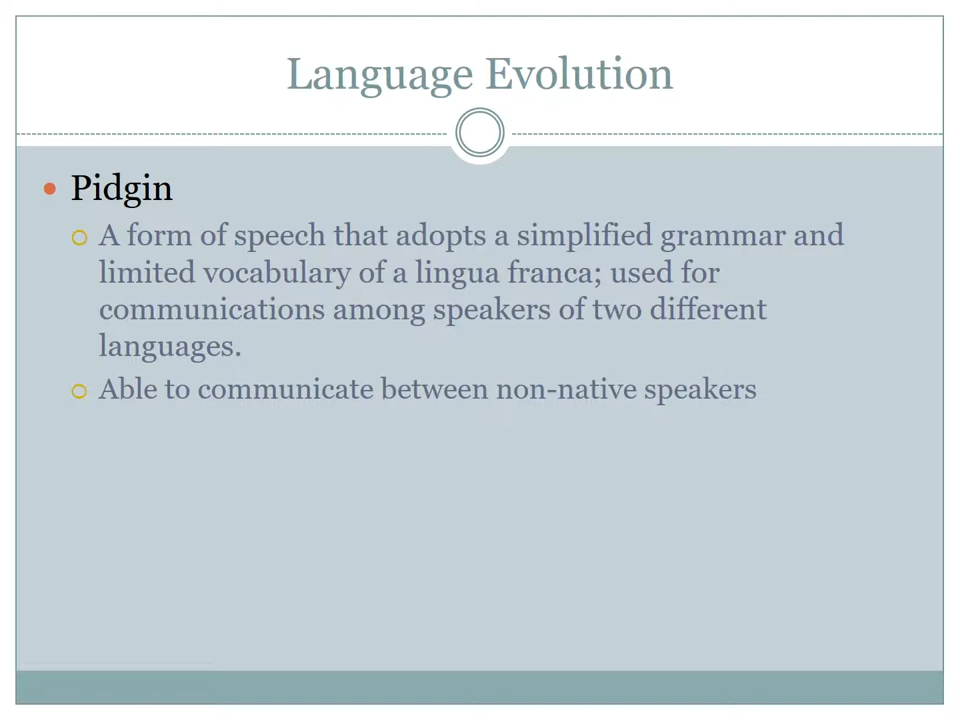 Language Evolution
Pidgin
A form of speech that adopts a simplified grammar and
limited vocabulary of a lingua franca; used for
communications among speakers of two different
languages.
Able to communicate between non-native speakers